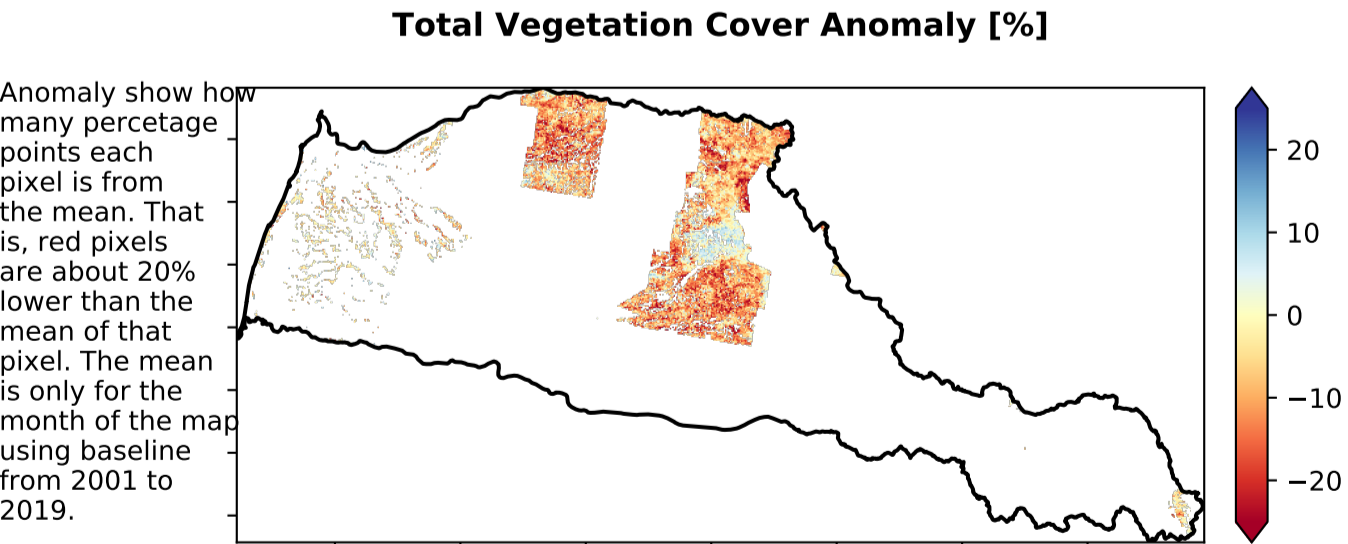 Total Vegetation Cover Anomaly [%]
Anomaly show how
many percetage
points each
pixel is from
the mean. That
is, red pixels
are about 20%
lower than the
mean of that
pixel. The mean
is only for the
month of the map
using baseline
from 2001 to
2019.
20
10
0
−10
−20